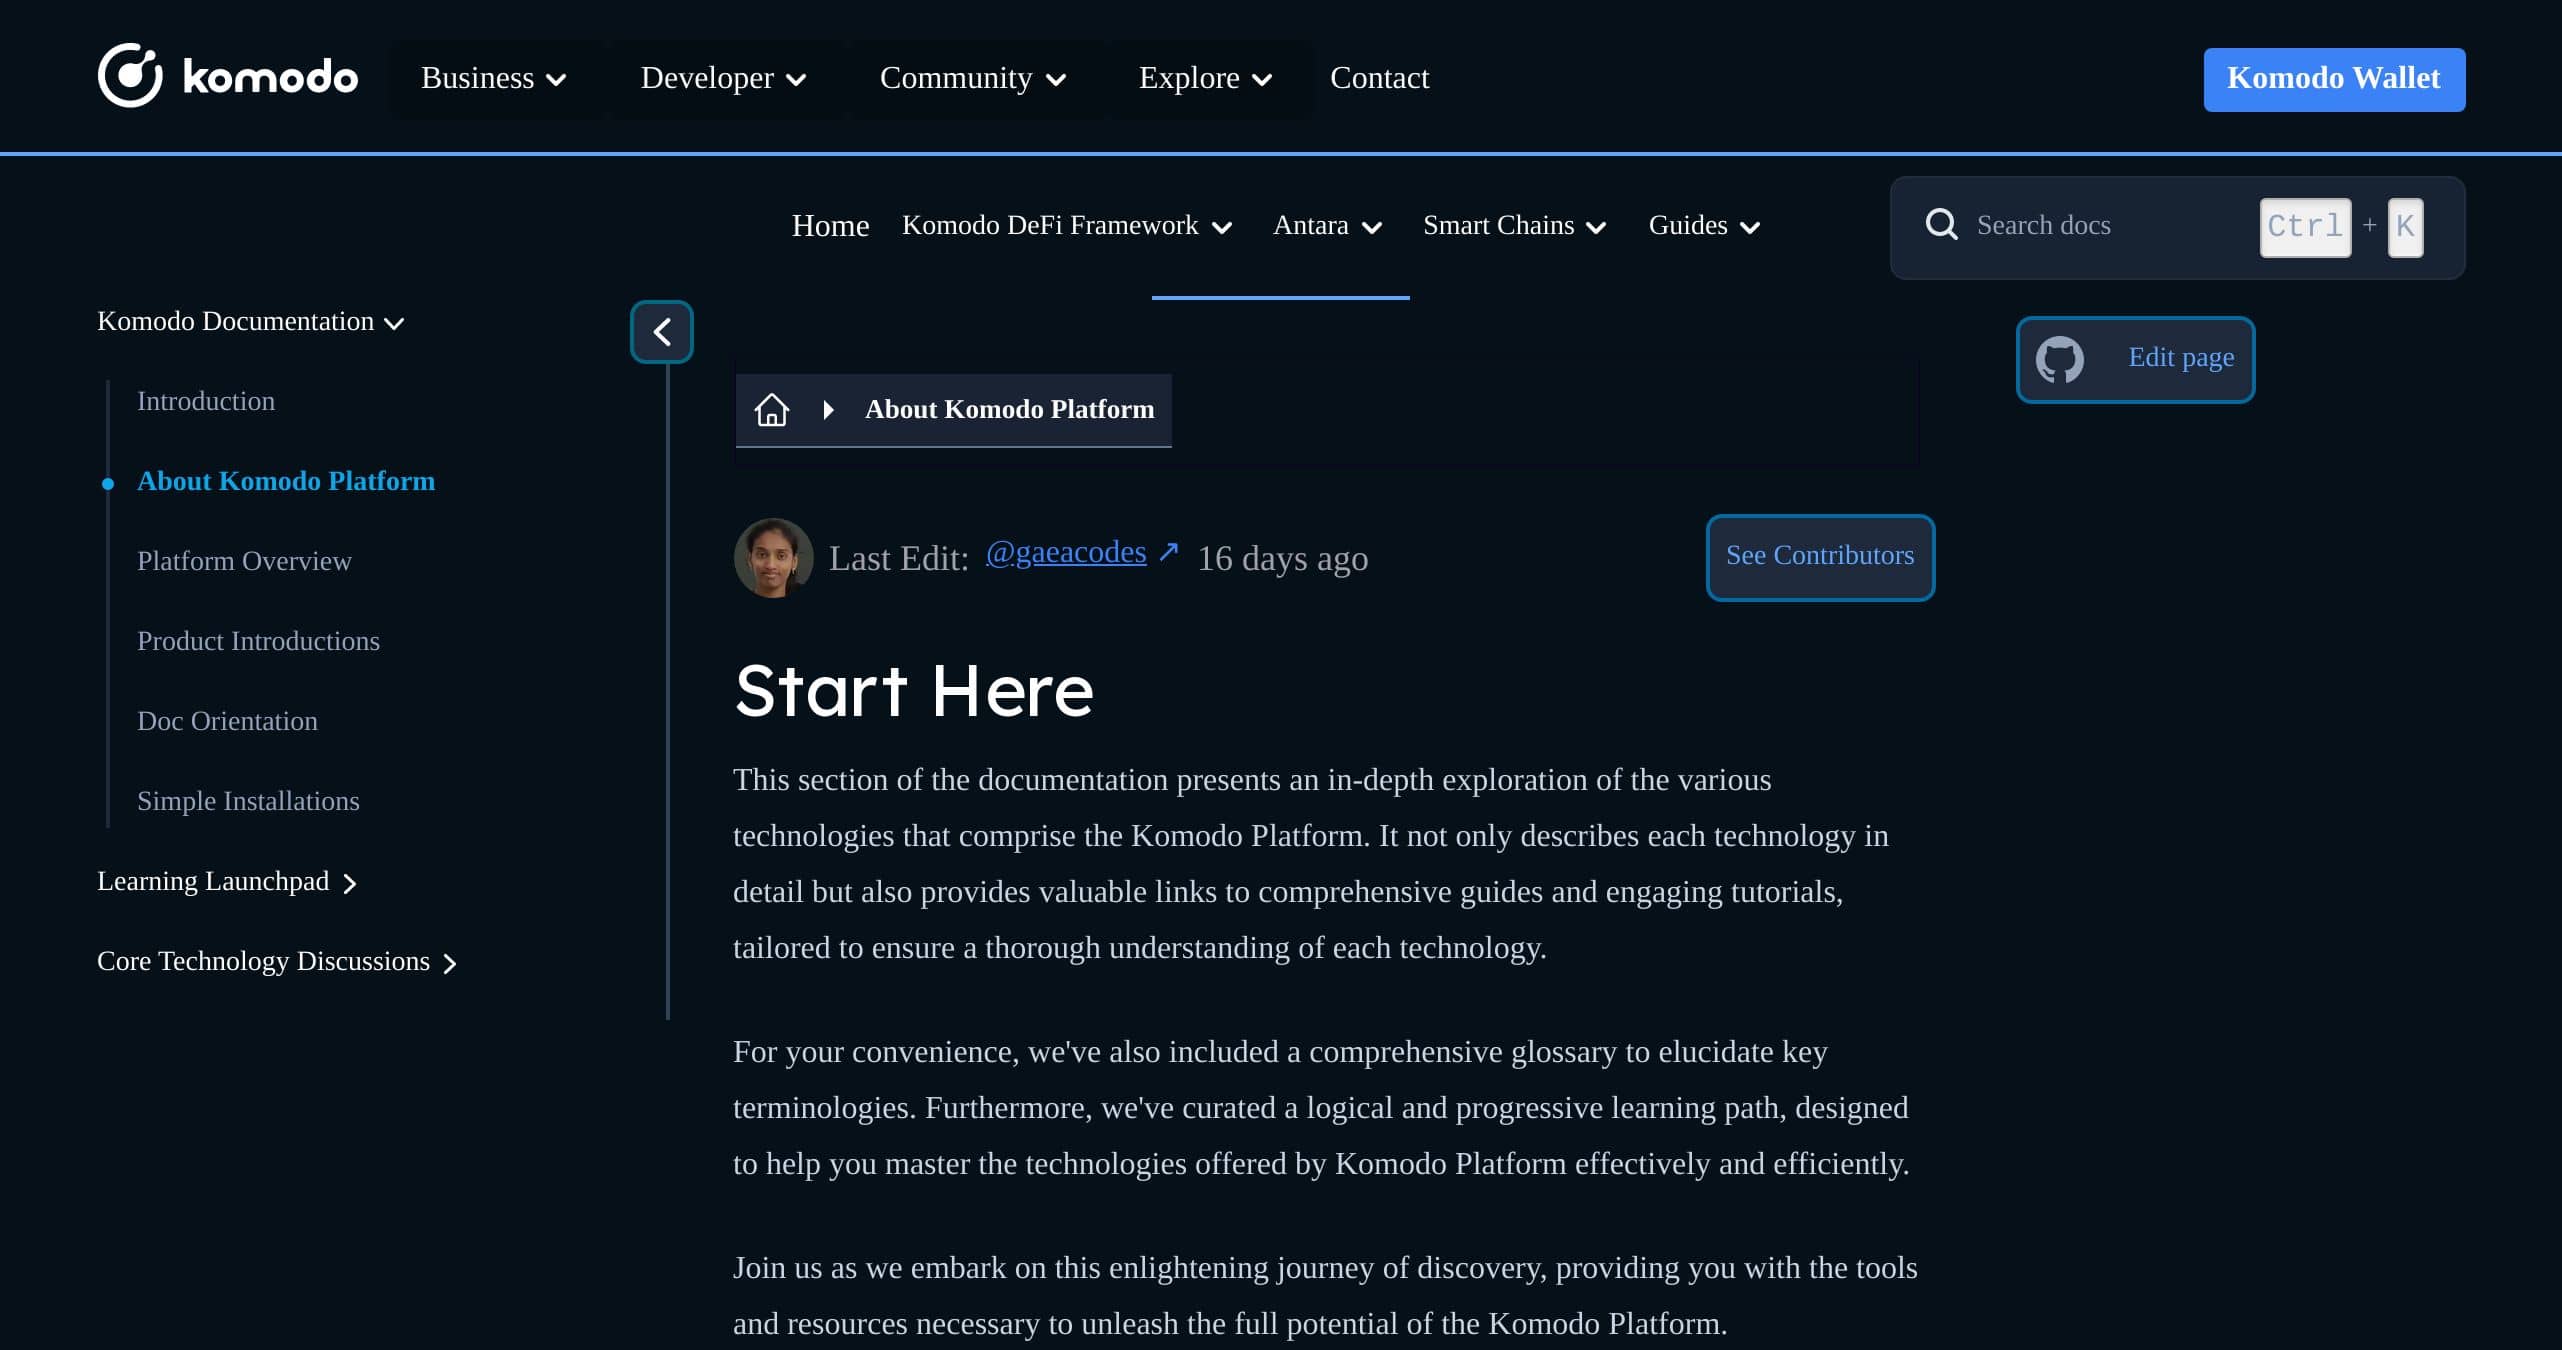 komodo
Business
Developer
Community
Explore
Contact
Komodo Wallet
Home
Komodo DeFi Framework
Antara
Smart Chains
Guides
Search docs
Ctrl + K
Komodo Documentation
Introduction
About Komodo Platform
Platform Overview
Product Introductions
Doc Orientation
Simple Installations
Learning Launchpad
Core Technology Discussions
About Komodo Platform
Edit page
Last Edit: @gaeacodes ↗ 16 days ago
See Contributors
Start Here
This section of the documentation presents an in-depth exploration of the various
technologies that comprise the Komodo Platform. It not only describes each technology in
detail but also provides valuable links to comprehensive guides and engaging tutorials,
tailored to ensure a thorough understanding of each technology.
For your convenience, we've also included a comprehensive glossary to elucidate key
terminologies. Furthermore, we've curated a logical and progressive learning path, designed
to help you master the technologies offered by Komodo Platform effectively and efficiently.
Join us as we embark on this enlightening journey of discovery, providing you with the tools
and resources necessary to unleash the full potential of the Komodo Platform.